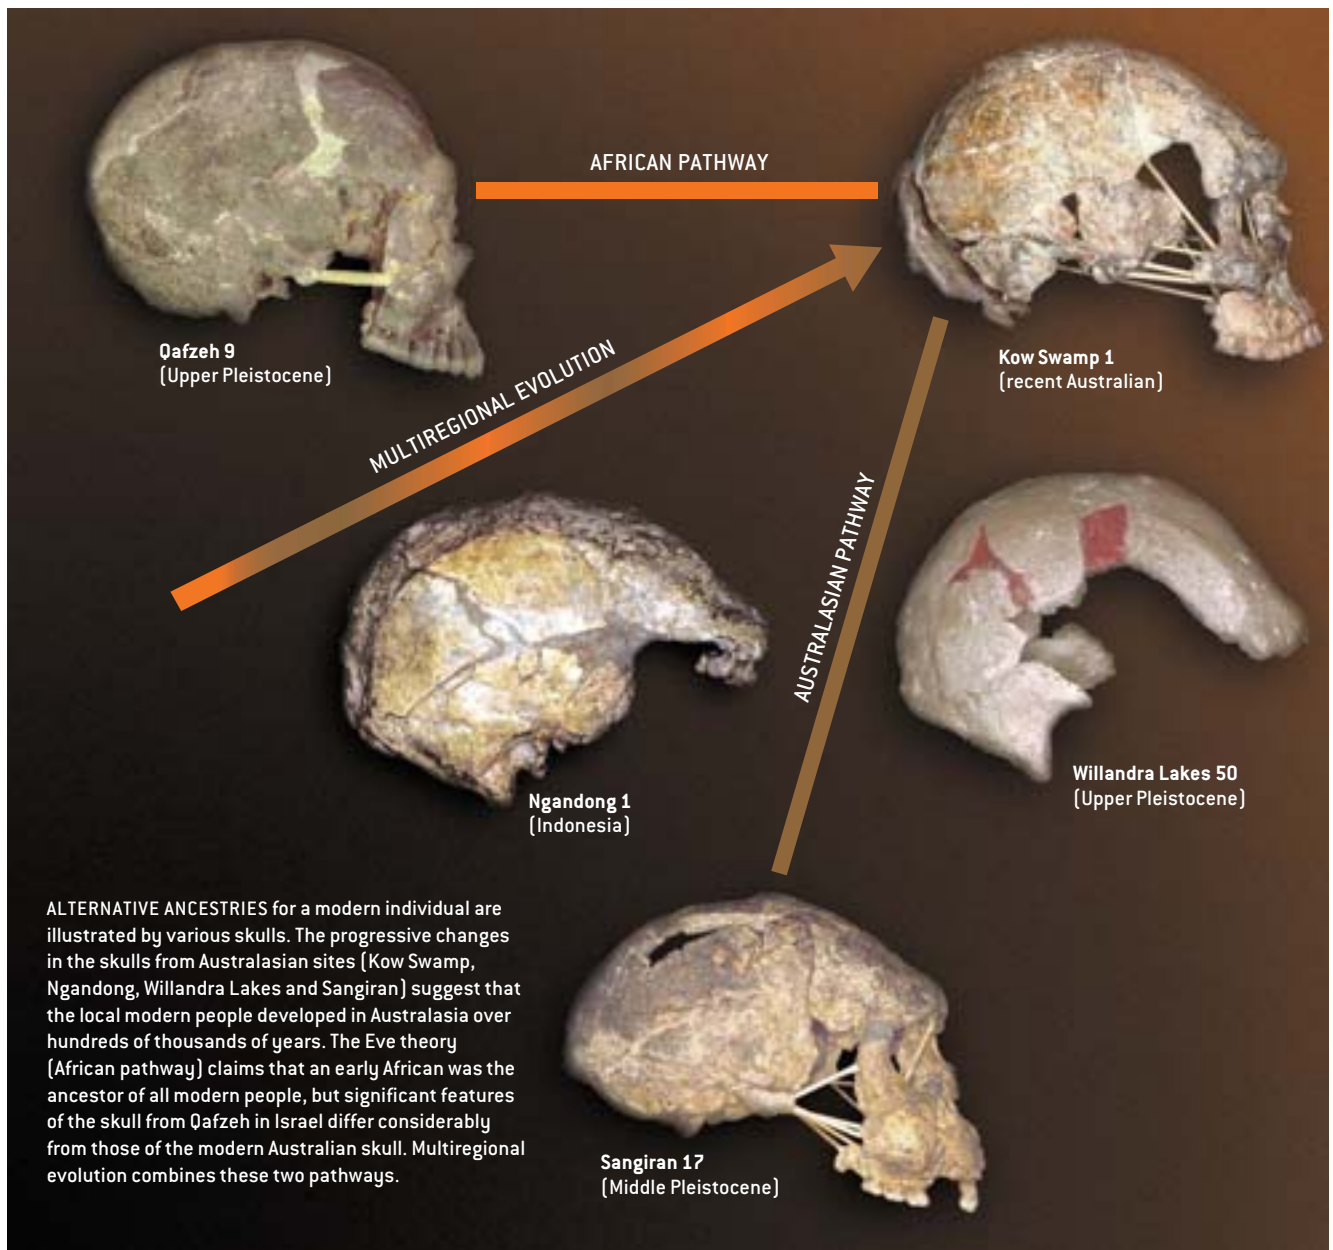 AFRICAN PATHWAY
Qafzeh 9
(Upper Pleistocene)
Kow Swamp 1
(recent Australian)
MULTIREGIONAL EVOLUTION
AUSTRALASIAN PATHWAY
Ngandong 1
(Indonesia)
Willandra Lakes 50
(Upper Pleistocene)
ALTERNATIVE ANCESTRIES for a modern individual are
illustrated by various skulls. The progressive changes
in the skulls from Australasian sites (Kow Swamp,
Ngandong, Willandra Lakes and Sangiran) suggest that
the local modern people developed in Australasia over
hundreds of thousands of years. The Eve theory
(African pathway) claims that an early African was the
ancestor of all modern people, but significant features
of the skull from Qafzeh in Israel differ considerably
from those of the modern Australian skull. Multiregional
evolution combines these two pathways.
Sangiran 17
(Middle Pleistocene)